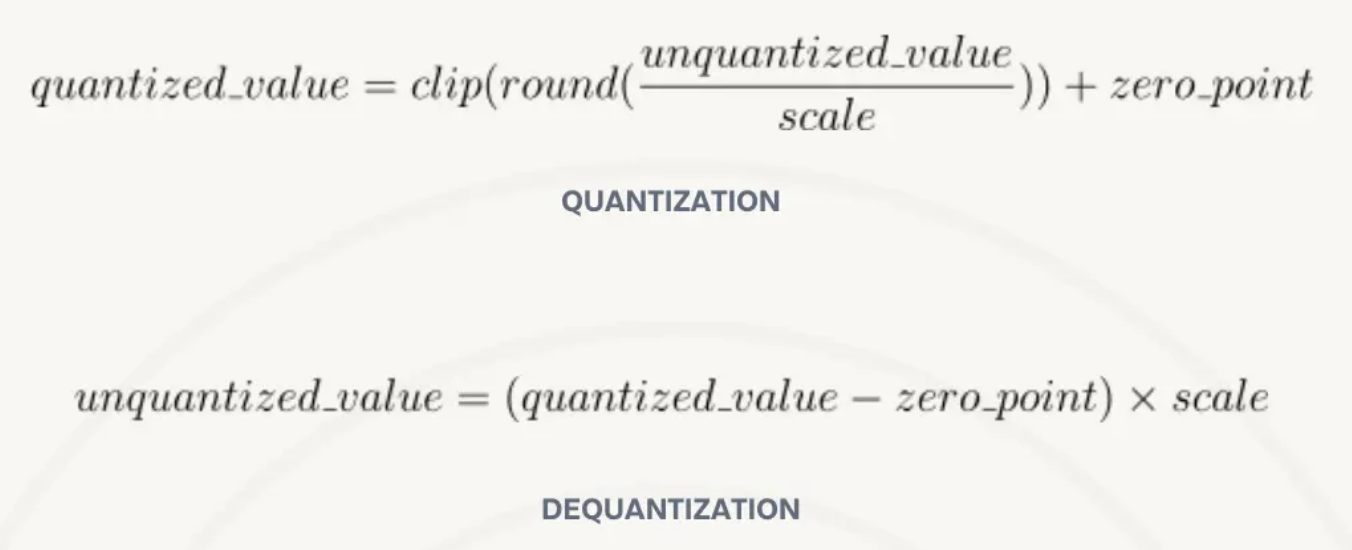 quantized_value = clip(round(unquantized_value/scale)) + zero_point
QUANTIZATION
unquantized_value = (quantized_value − zero_point) × scale
DEQUANTIZATION